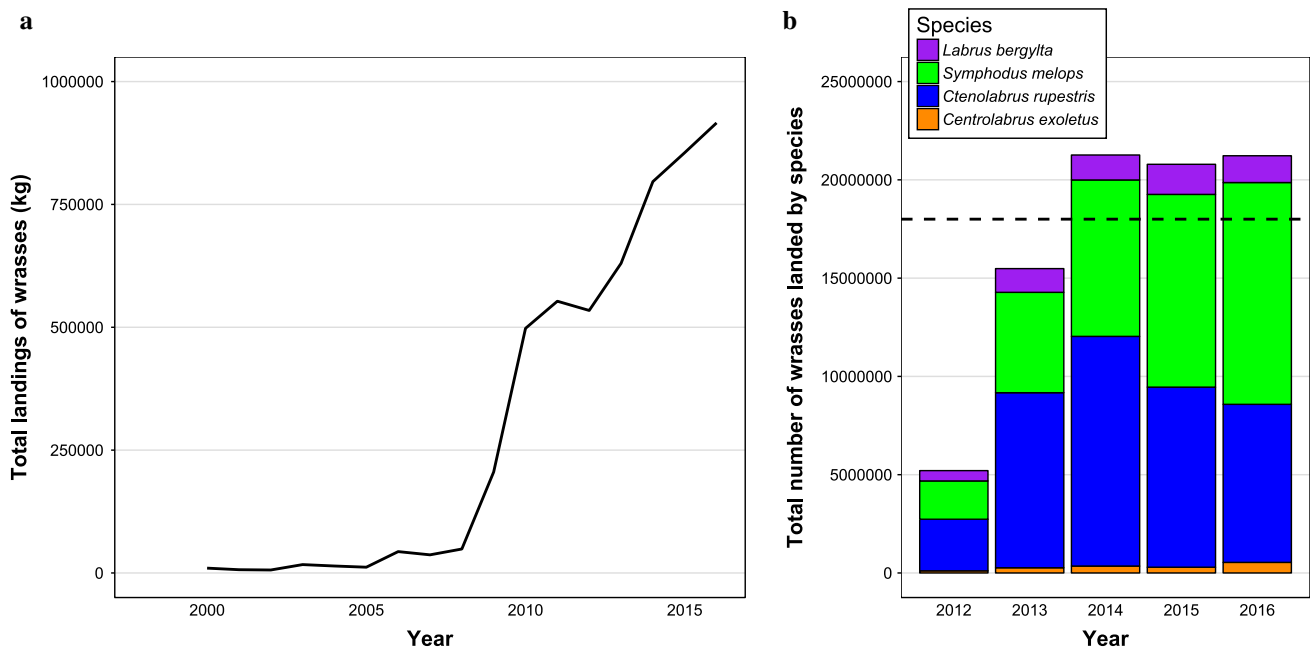 a
Total landings of wrasses (kg)
1000000
750000
500000
250000
0
2000
2005
2010
2015
Year
b
Species
Labrus bergylta
Symphodus melops
Ctenolabrus rupestris
Centrolabrus exoletus
Total number of wrasses landed by species
25000000
20000000
15000000
10000000
5000000
0
2012
2013
2014
2015
2016
Year